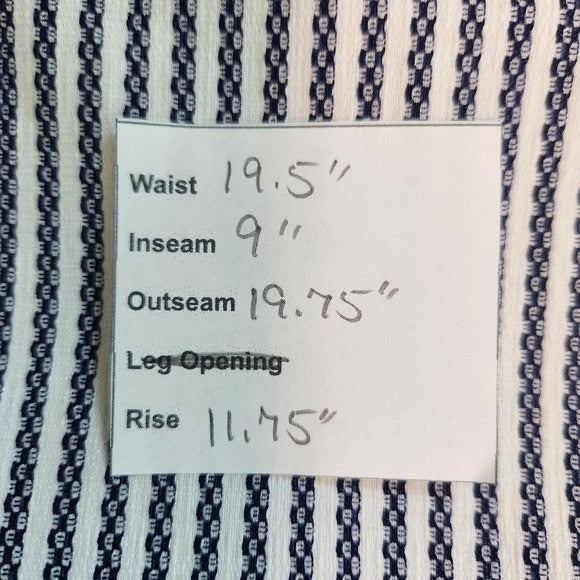 Waist 19.5"
Inseam 9"
Outseam 19.75"
Leg Opening
Rise 11.75"